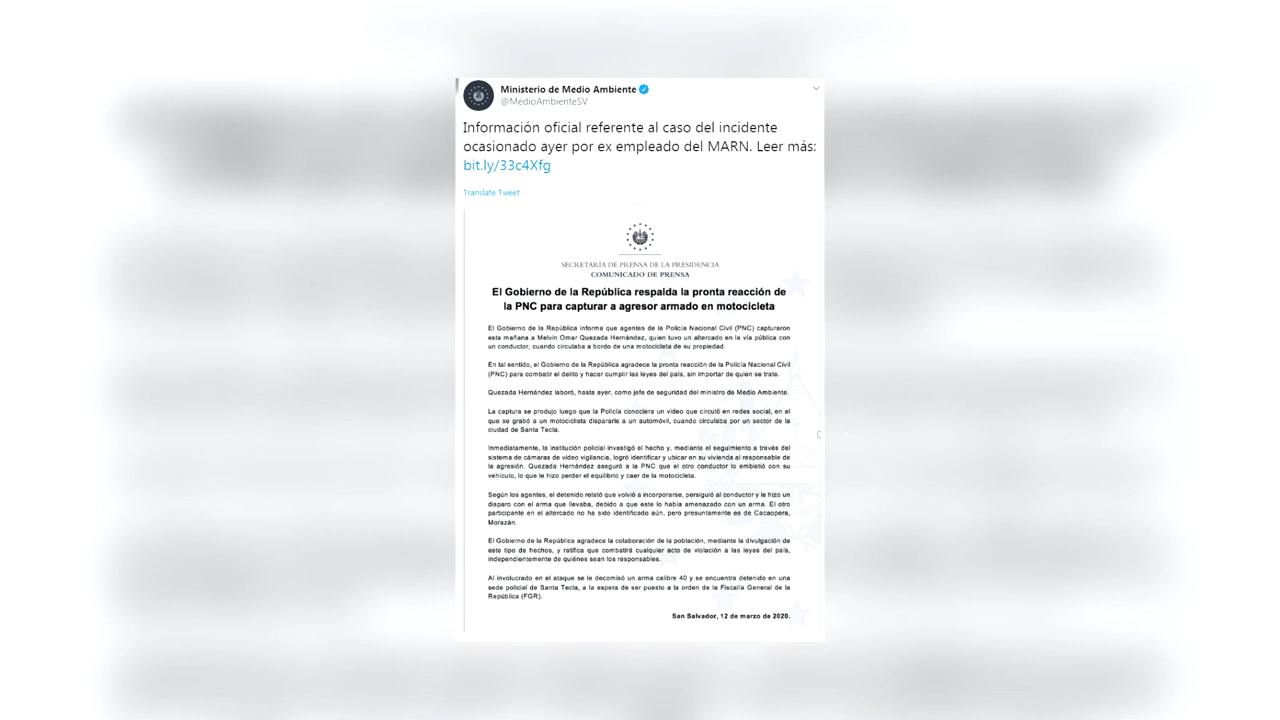 Ministerio de Medio Ambiente
@MedioAmbienteSV
Información oficial referente al caso del incidente
ocasionado ayer por ex empleado del MARN. Leer más:
bit.ly/33c4Xfg
Translate Tweet
SECRETARÍA DE PRENSA DE LA PRESIDENCIA
COMUNICADO DE PRENSA
El Gobierno de la República respalda la pronta reacción de
la PNC para capturar a agresor armado en motocicleta
El Gobierno de la República informa que agentes de la Policía Nacional Civil (PNC) capturaron
esta mañana a Melvin Omar Quezada Hernández, quien tuvo un altercado en la vía pública con
un conductor, cuando circulaba a bordo de una motocicleta de su propiedad.
En tal sentido, el Gobierno de la República agradece la pronta reacción de la Policía Nacional Civil
(PNC) para combatir el delito y hacer cumplir las leyes del país, sin importar de quien se trate.
Quezada Hernández laboró, hasta ayer, como jefe de seguridad del ministro de Medio Ambiente.
La captura se produjo luego que la Policía conociera un video que circuló en redes social, en el
que se grabó a un motociclista dispararle a un automóvil, cuando circulaba por un sector de la
ciudad de Santa Tecla.
Inmediatamente, la institución policial investigó el hecho y, mediante el seguimiento a través del
sistema de cámaras de video vigilancia, logró identificar y ubicar en su vivienda al responsable de
la agresión. Quezada Hernández aseguró a la PNC que el otro conductor lo embistió con su
vehículo, lo que le hizo perder el equilibrio y caer de la motocicleta.
Según los agentes, el detenido relató que volvió a incorporarse, persiguió al conductor y le hizo un
disparo con el arma que llevaba, debido a que este lo había amenazado con un arma. El otro
participante en el altercado no ha sido identificado aún, pero presuntamente es de Cacaopera,
Morazán.
El Gobierno de la República agradece la colaboración de la población, mediante la divulgación de
este tipo de hechos, y ratifica que combatirá cualquier acto de violación a las leyes del país,
independientemente de quiénes sean los responsables.
Al involucrado en el ataque se le decomisó un arma calibre 40 y se encuentra detenido en una
sede policial de Santa Tecla, a la espera de ser puesto a la orden de la Fiscalía General de la
República (FGR).
San Salvador, 12 de marzo de 2020.